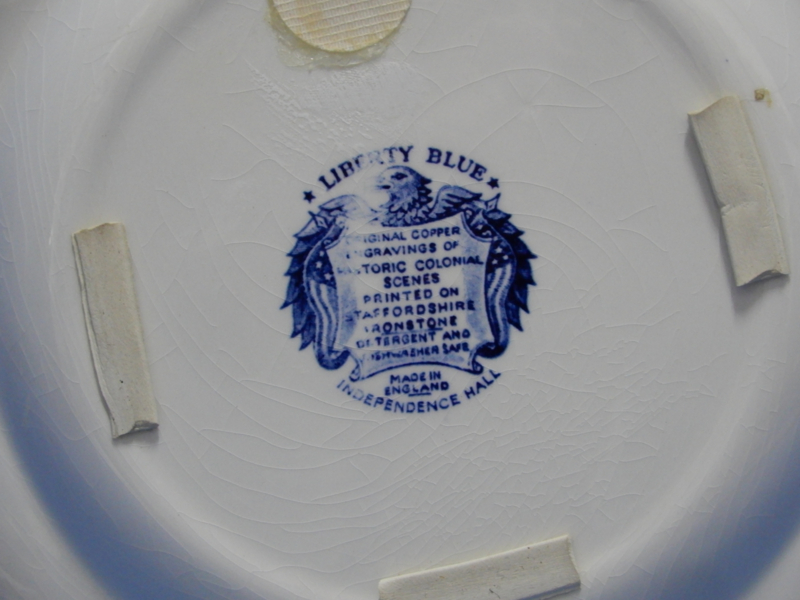 LIBERTY BLUE
ORIGINAL COPPER
ENGRAVINGS OF
HISTORIC COLONIAL
SCENES
PRINTED ON
STAFFORDSHIRE
IRONSTONE
DETERGENT AND
DISHWASHER SAFE
MADE IN
ENGLAND
INDEPENDENCE HALL